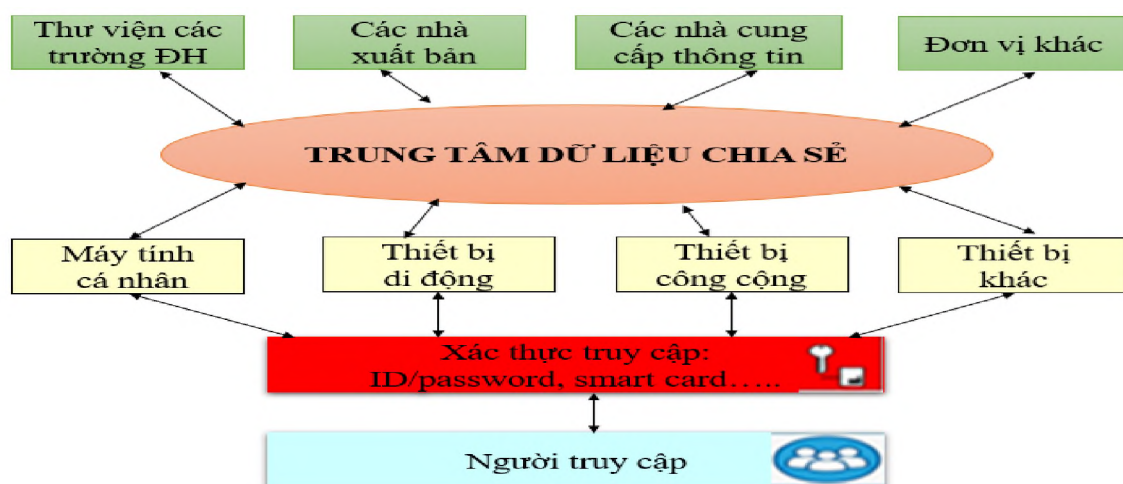 Thư viện các
trường ĐH
Các nhà
xuất bản
Các nhà cung
cấp thông tin
Đơn vị khác
TRUNG TÂM DỮ LIỆU CHIA SẺ
Máy tính
cá nhân
Thiết bị
di động
Thiết bị
công cộng
Thiết bị
khác
Xác thực truy cập:
ID/password, smart card…..
Người truy cập